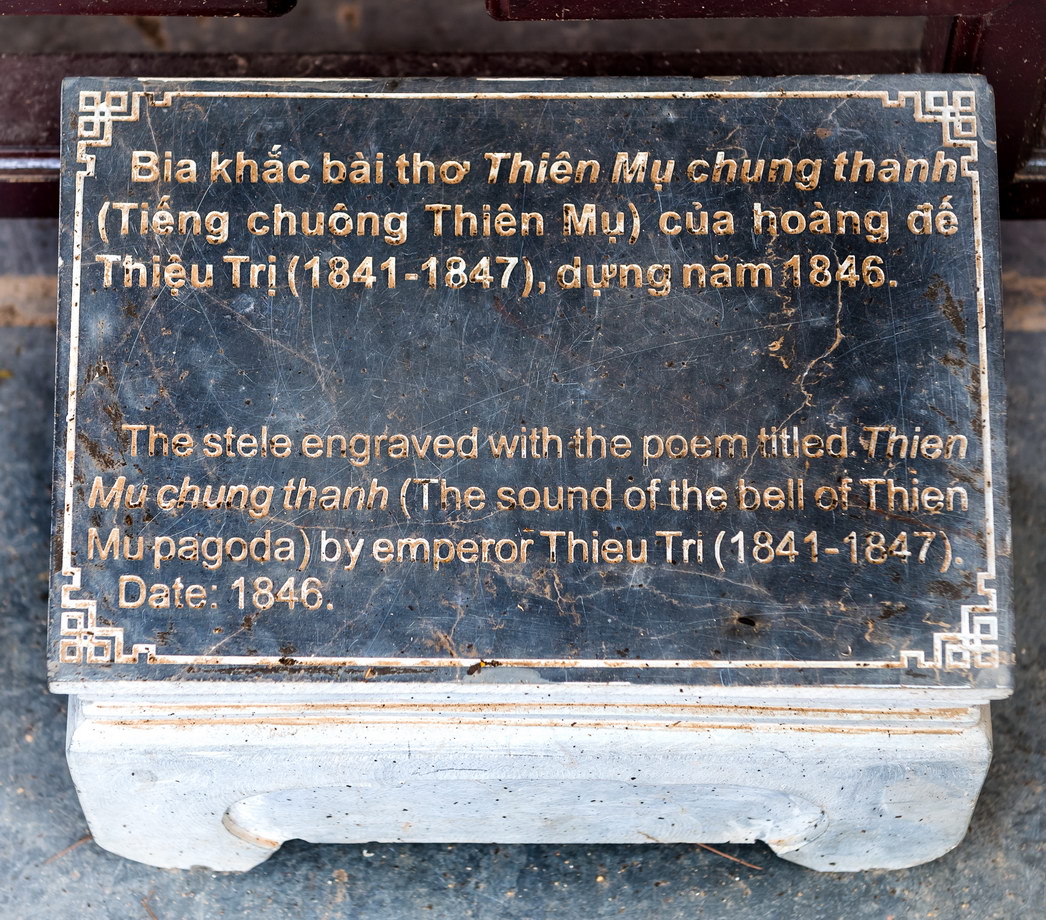 Bia khắc bài thơ Thiên Mụ chung thanh
(Tiếng chuông Thiên Mụ) của hoàng đế
Thiệu Trị (1841-1847), dựng năm 1846.
The stele engraved with the poem titled Thien
Mu chung thanh (The sound of the bell of Thien
Mu pagoda) by emperor Thieu Tri (1841-1847).
Date: 1846.